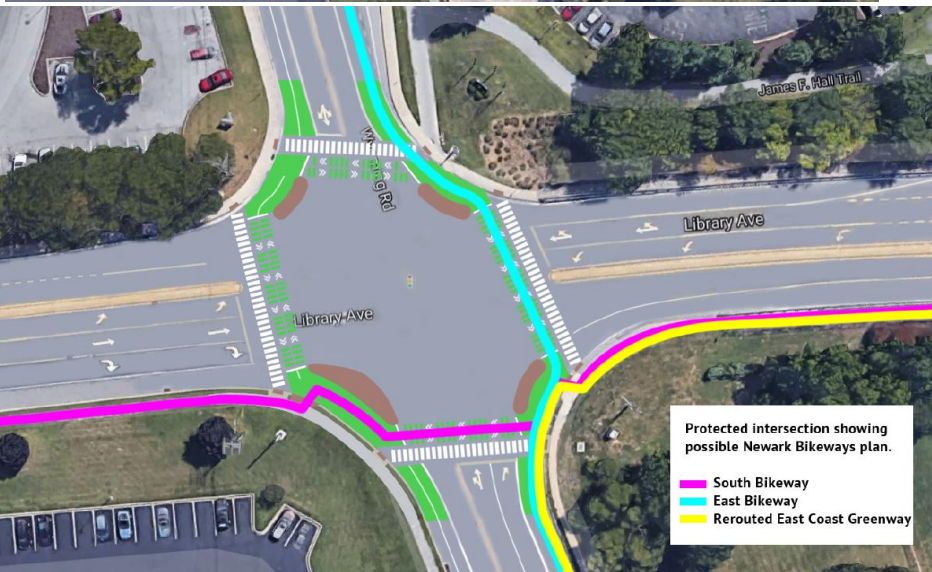 James F. Hall Trail
Library Ave
Library Ave
Protected intersection showing
possible Newark Bikeways plan.
South Bikeway
East Bikeway
Rerouted East Coast Greenway